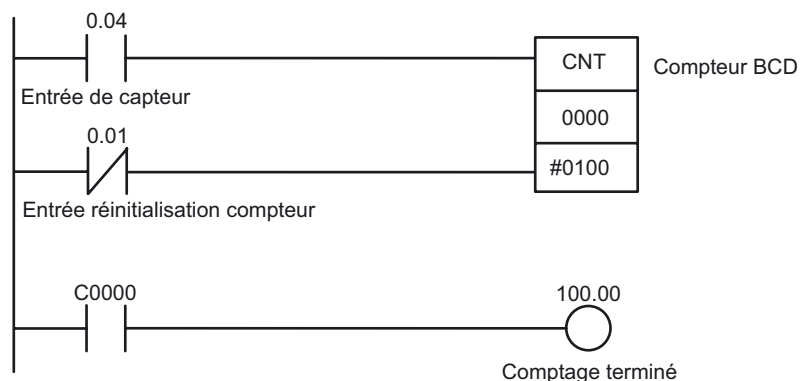 0.04
CNT
Compteur BCD
Entrée de capteur
0000
0.01
#0100
Entrée réinitialisation compteur
C0000
100.00
Comptage terminé